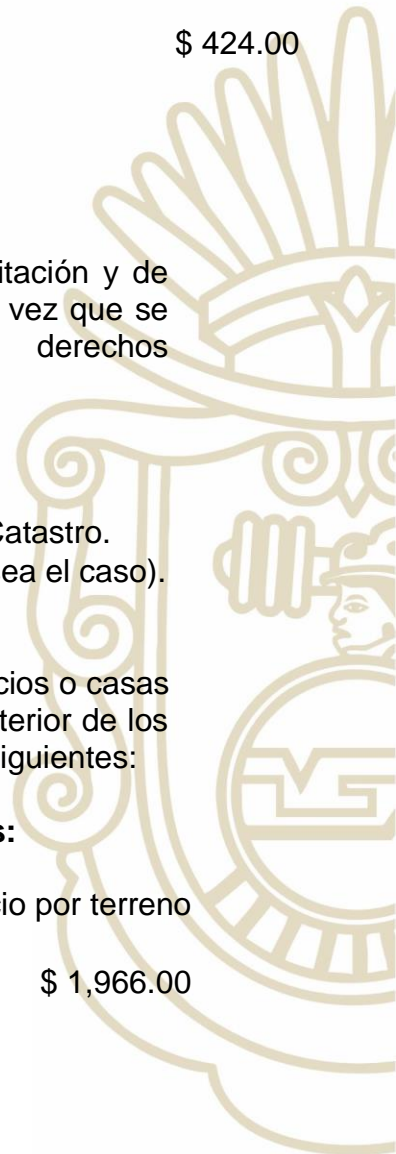 $ 424.00
itación y de
vez que se
derechos
Catastro.
ea el caso).
cios o casas
terior de los
iguientes:
s:
cio por terreno
$ 1,966.00